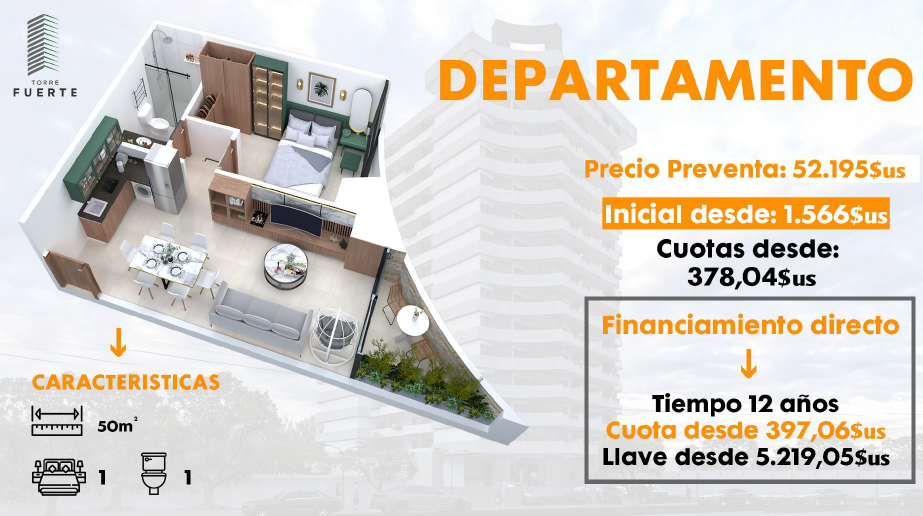 TORRE
FUERTE
DEPARTAMENTO
Precio Preventa: 52.195$us
Inicial desde: 1.566$us
Cuotas desde:
378,04$us
Financiamiento directo
Tiempo 12 años
Cuota desde 397,06$us
Llave desde 5.219,05$us
CARACTERISTICAS
50m²
1
1